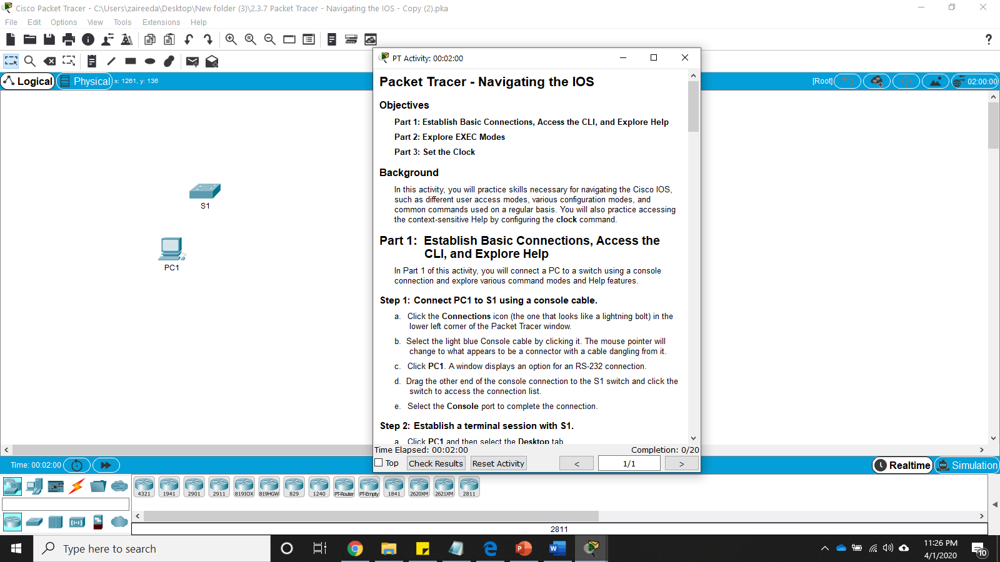 Cisco Packet Tracer - C:\Users\zaireeda\Desktop\New folder (3)\2.3.7 Packet Tracer - Navigating the IOS - Copy (2).pka
File Edit Options View Tools Extensions Help
?
PT Activity: 00:02:00
Logical Physical x: 1261, y: 136
[Root] 02:00:00
Packet Tracer - Navigating the IOS
Objectives
Part 1: Establish Basic Connections, Access the CLI, and Explore Help
Part 2: Explore EXEC Modes
Part 3: Set the Clock
Background
In this activity, you will practice skills necessary for navigating the Cisco IOS,
such as different user access modes, various configuration modes, and
common commands used on a regular basis. You will also practice accessing
the context-sensitive Help by configuring the clock command.
S1
PC1
Part 1: Establish Basic Connections, Access the
CLI, and Explore Help
In Part 1 of this activity, you will connect a PC to a switch using a console
connection and explore various command modes and Help features.
Step 1: Connect PC1 to S1 using a console cable.
a. Click the Connections icon (the one that looks like a lightning bolt) in the
lower left corner of the Packet Tracer window.
b. Select the light blue Console cable by clicking it. The mouse pointer will
change to what appears to be a connector with a cable dangling from it.
c. Click PC1. A window displays an option for an RS-232 connection.
d. Drag the other end of the console connection to the S1 switch and click the
switch to access the connection list.
e. Select the Console port to complete the connection.
Step 2: Establish a terminal session with S1.
a. Click PC1 and then select the Desktop tab
Time Elapsed: 00:02:00 Completion: 0/20
Top Check Results Reset Activity < 1/1 >
Time: 00:02:00
Realtime Simulation
4321 1941 2901 2911 819IOX 819HGW 829 1240 PT-Router PT-Empty 1841 2620XM 2621XM 2811
2811
Type here to search
11:26 PM
4/1/2020
10